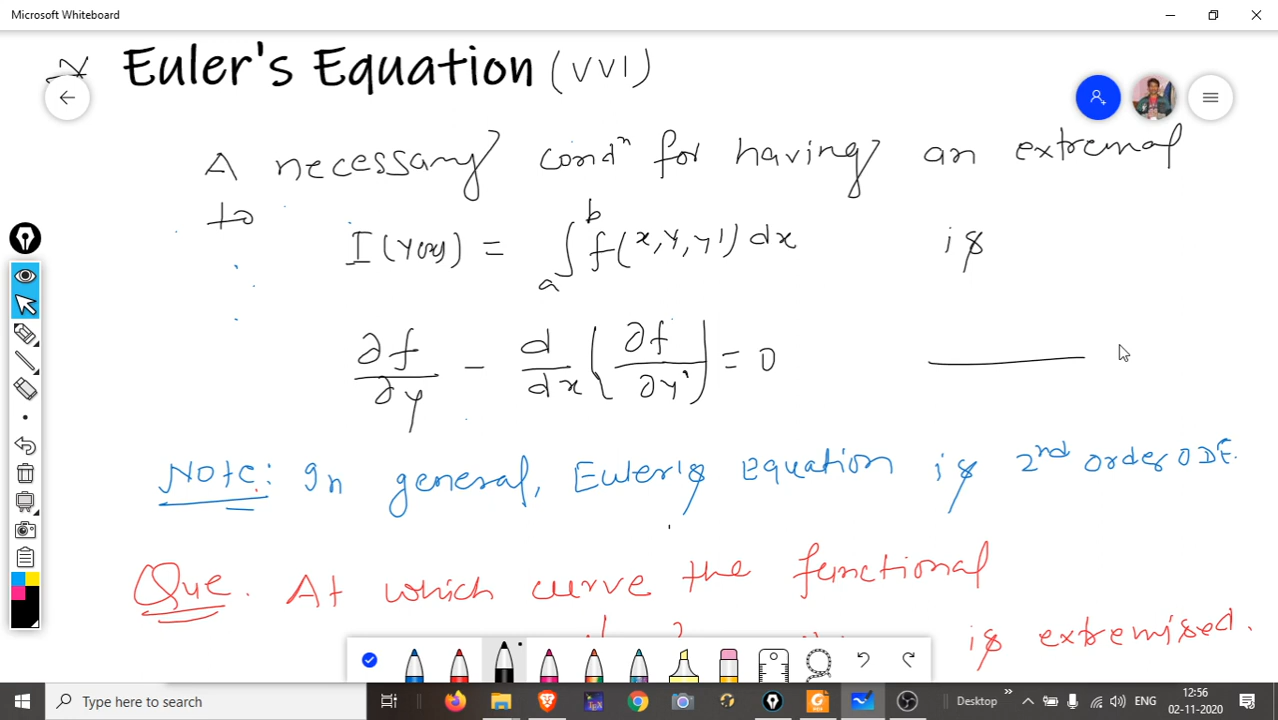 Microsoft Whiteboard
Euler's Equation (VVI)
A necessary condⁿ for having an extremal
to I(y(x)) = ∫ₐᵇ f(x, y, y') dx is
∂f/∂y - d/dx (∂f/∂y') = 0
Note: In general, Euler's equation is 2nd order ODE.
Que. At which curve the functional
is extremised.
Type here to search
Desktop
ENG
12:56
02-11-2020